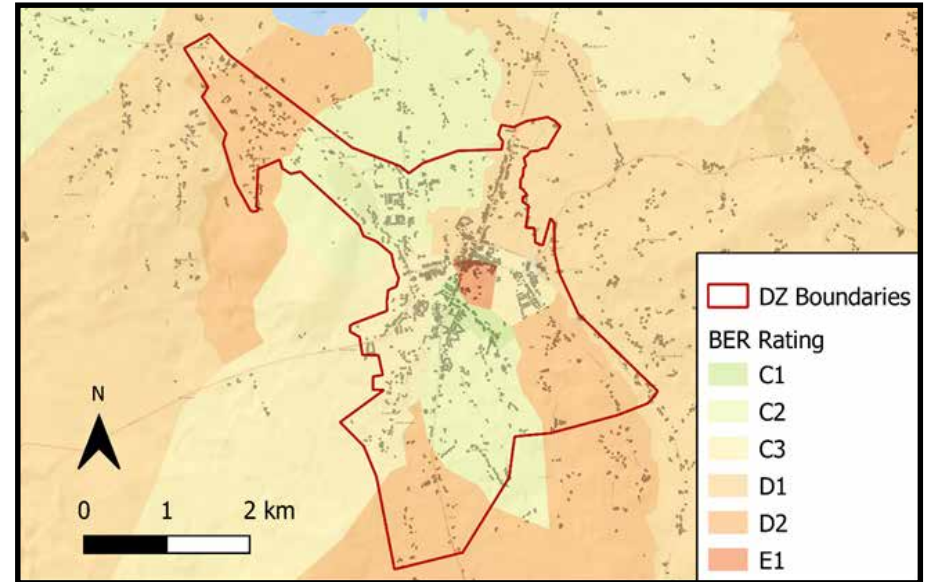 N
0 1 2 km
DZ Boundaries
BER Rating
C1
C2
C3
D1
D2
E1